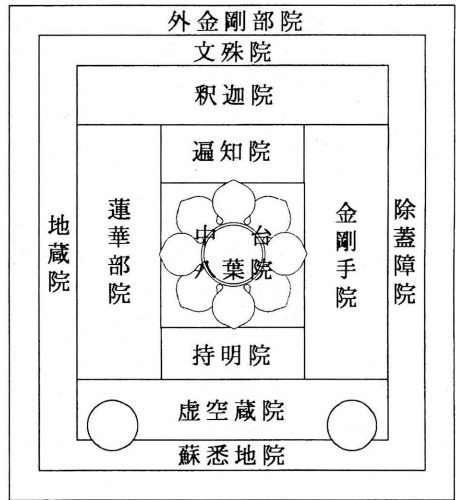 外金剛部院
文殊院
釈迦院
遍知院
地蔵院
蓮華部院
中台
八葉院
金剛手院
除蓋障院
持明院
虚空蔵院
蘇悉地院